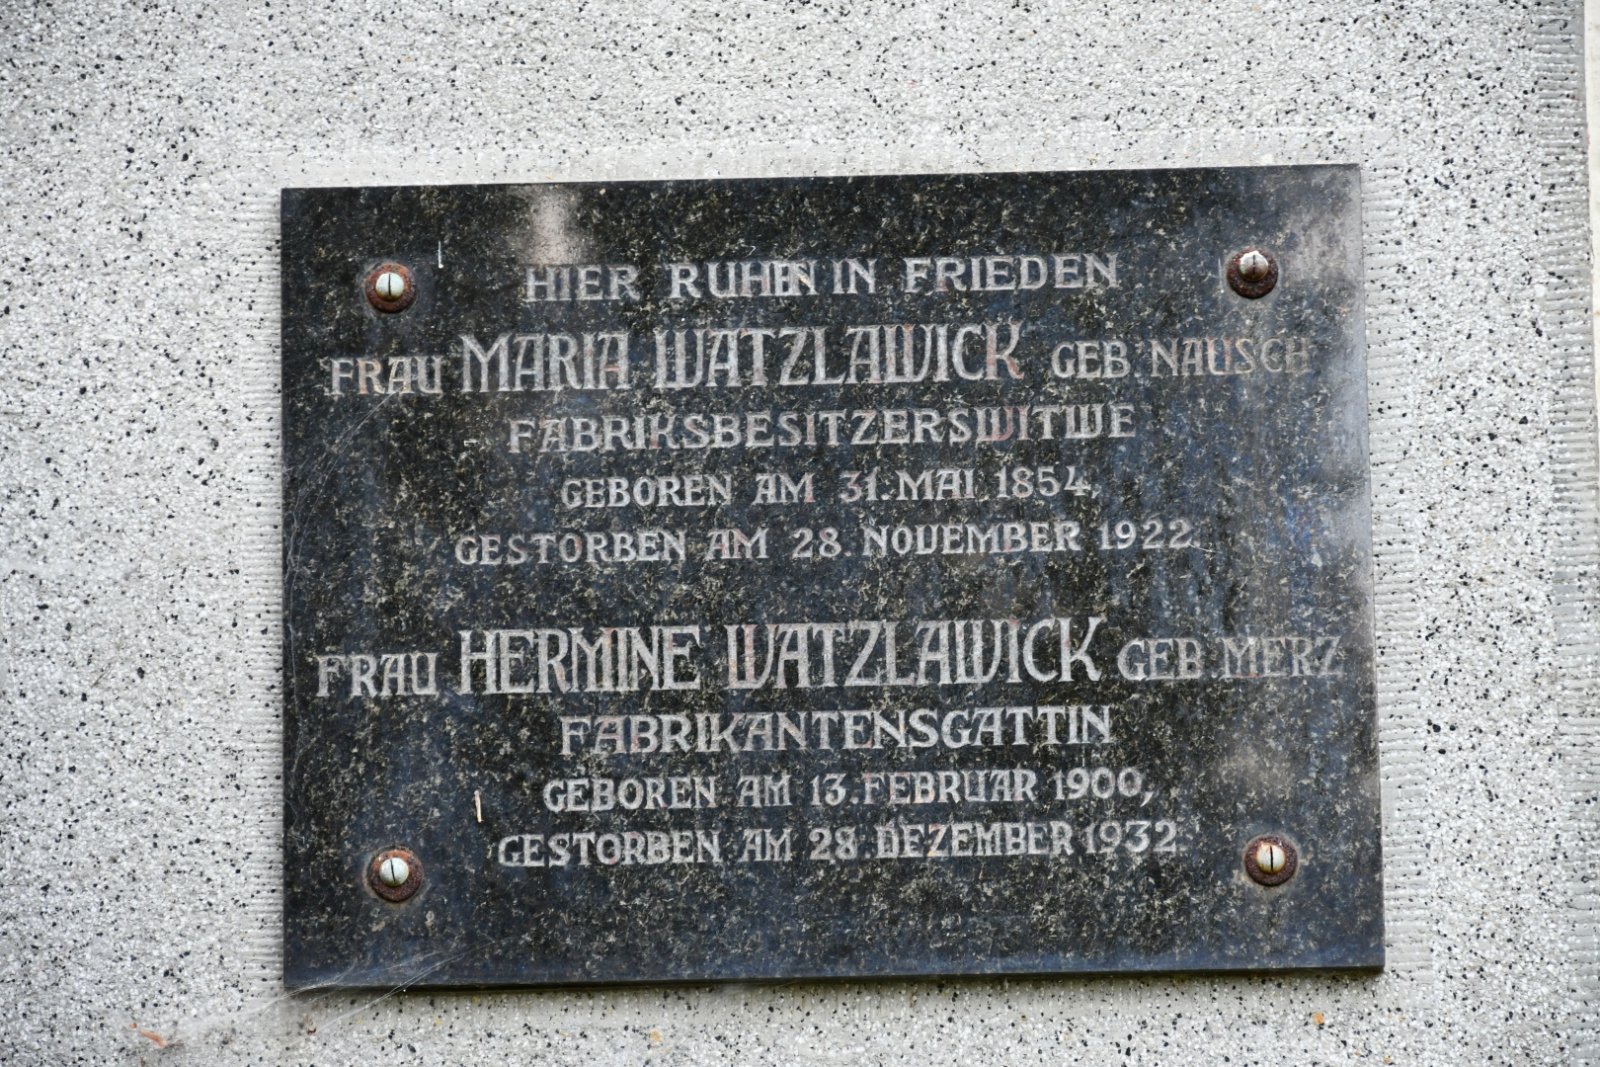 HIER RUHEN IN FRIEDEN
FRAU MARIA WATZLAWICK GEB. NAUSCH
FABRIKSBESITZERSWITWE
GEBOREN AM 31. MAI 1854,
GESTORBEN AM 28. NOVEMBER 1922.
FRAU HERMINE WATZLAWICK GEB. MERZ
FABRIKANTENSGATTIN
GEBOREN AM 13. FEBRUAR 1900,
GESTORBEN AM 28. DEZEMBER 1932.